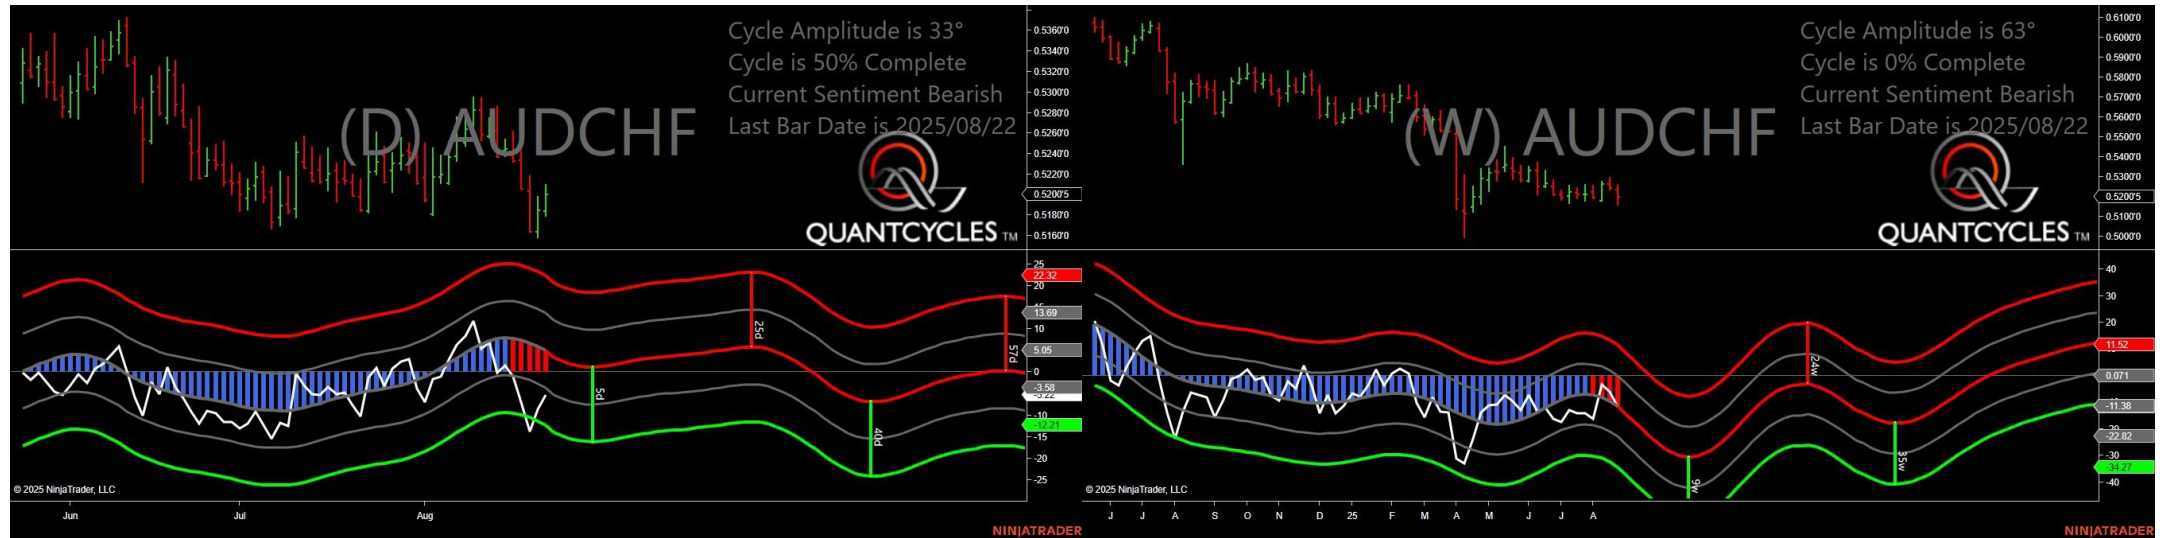 Cycle Amplitude is 33°
Cycle is 50% Complete
Current Sentiment Bearish
Last Bar Date is 2025/08/22
(D) AUDCHF
QUANTCYCLES TM
0.5360'0
0.5340'0
0.5320'0
0.5300'0
0.5280'0
0.5260'0
0.5240'0
0.5220'0
0.5200'5
0.5180'0
0.5160'0
25
22.32
20
13.69
10
5.05
0
-3.58
-5.22
-10
-12.21
-15
-20
-25
5d
25d
40d
57d
© 2025 NinjaTrader, LLC
Jun Jul Aug
NINJATRADER
Cycle Amplitude is 63°
Cycle is 0% Complete
Current Sentiment Bearish
Last Bar Date is 2025/08/22
(W) AUDCHF
QUANTCYCLES TM
0.6100'0
0.6000'0
0.5900'0
0.5800'0
0.5700'0
0.5600'0
0.5500'0
0.5400'0
0.5300'0
0.5200'5
0.5100'0
0.5000'0
40
30
20
11.52
0.071
-11.38
-22.82
-30
-34.27
-40
9w
24w
35w
© 2025 NinjaTrader, LLC
J J A S O N D 25 F M A M J J A
NINJATRADER